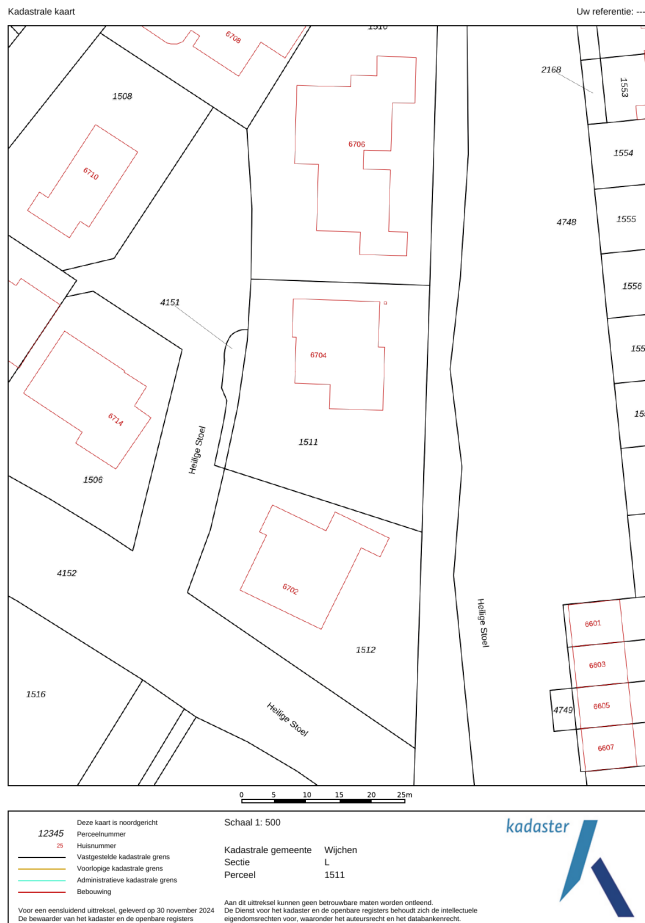 Kadastrale kaart
Uw referentie: ---
1510
6708
2168
1553
1508
6706
1554
6710
4748
1555
1556
4151
6704
6714
Heilige Stoel
1511
1506
4152
6702
Heilige Stoel
6601
1512
6603
1516
4749
6605
Heilige Stoel
6607
0 5 10 15 20 25m
Deze kaart is noordgericht
12345 Perceelnummer
25 Huisnummer
Vastgestelde kadastrale grens
Voorlopige kadastrale grens
Administratieve kadastrale grens
Bebouwing
Voor een eensluidend uittreksel, geleverd op 30 november 2024
De bewaarder van het kadaster en de openbare registers
Schaal 1: 500
Kadastrale gemeente Wijchen
Sectie L
Perceel 1511
Aan dit uittreksel kunnen geen betrouwbare maten worden ontleend.
De Dienst voor het kadaster en de openbare registers behoudt zich de intellectuele
eigendomsrechten voor, waaronder het auteursrecht en het databankenrecht.
kadaster